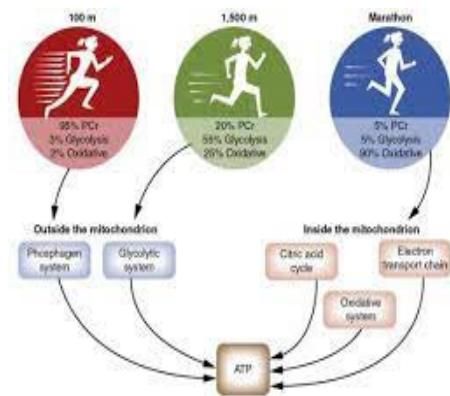 100 m
1,500 m
Marathon
95% PCr
3% Glycolysis
2% Oxidative
20% PCr
55% Glycolysis
25% Oxidative
5% PCr
5% Glycolysis
90% Oxidative
Outside the mitochondrion
Inside the mitochondrion
Phosphagen
system
Glycolytic
system
Citric acid
cycle
Electron
transport chain
Oxidative
system
ATP